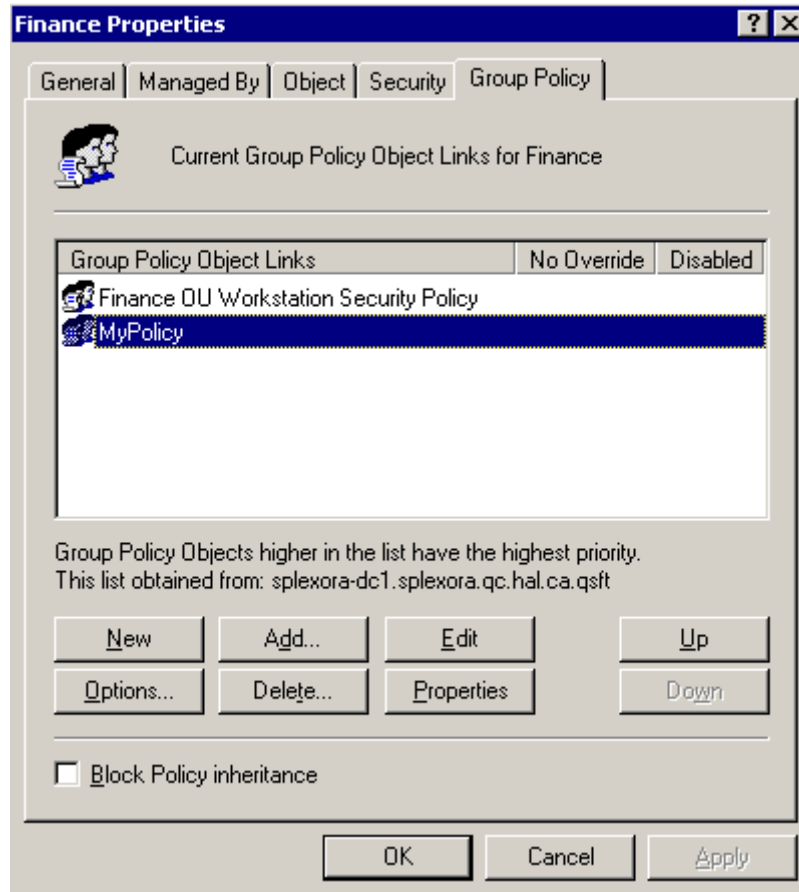 Finance Properties
General Managed By Object Security Group Policy
Current Group Policy Object Links for Finance
Group Policy Object Links No Override Disabled
Finance OU Workstation Security Policy
MyPolicy
Group Policy Objects higher in the list have the highest priority.
This list obtained from: splexora-dc1.splexora.qc.hal.ca.qsft
New Add... Edit Up
Options... Delete... Properties Down
Block Policy inheritance
OK Cancel Apply